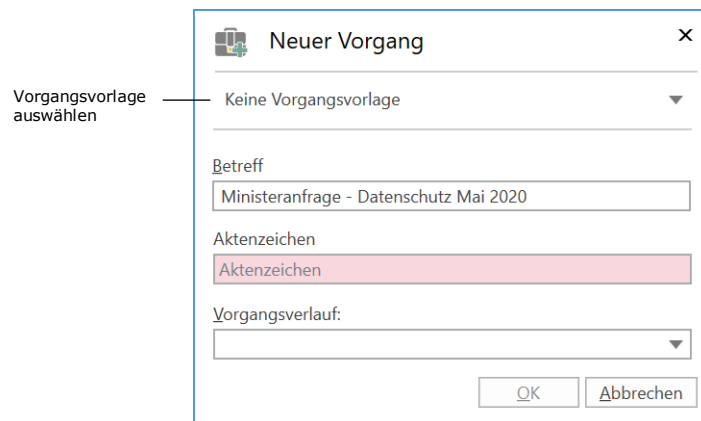 Neuer Vorgang
Vorgangsvorlage
auswählen
Keine Vorgangsvorlage
Betreff
Ministeranfrage - Datenschutz Mai 2020
Aktenzeichen
Aktenzeichen
Vorgangsverlauf:
OK
Abbrechen